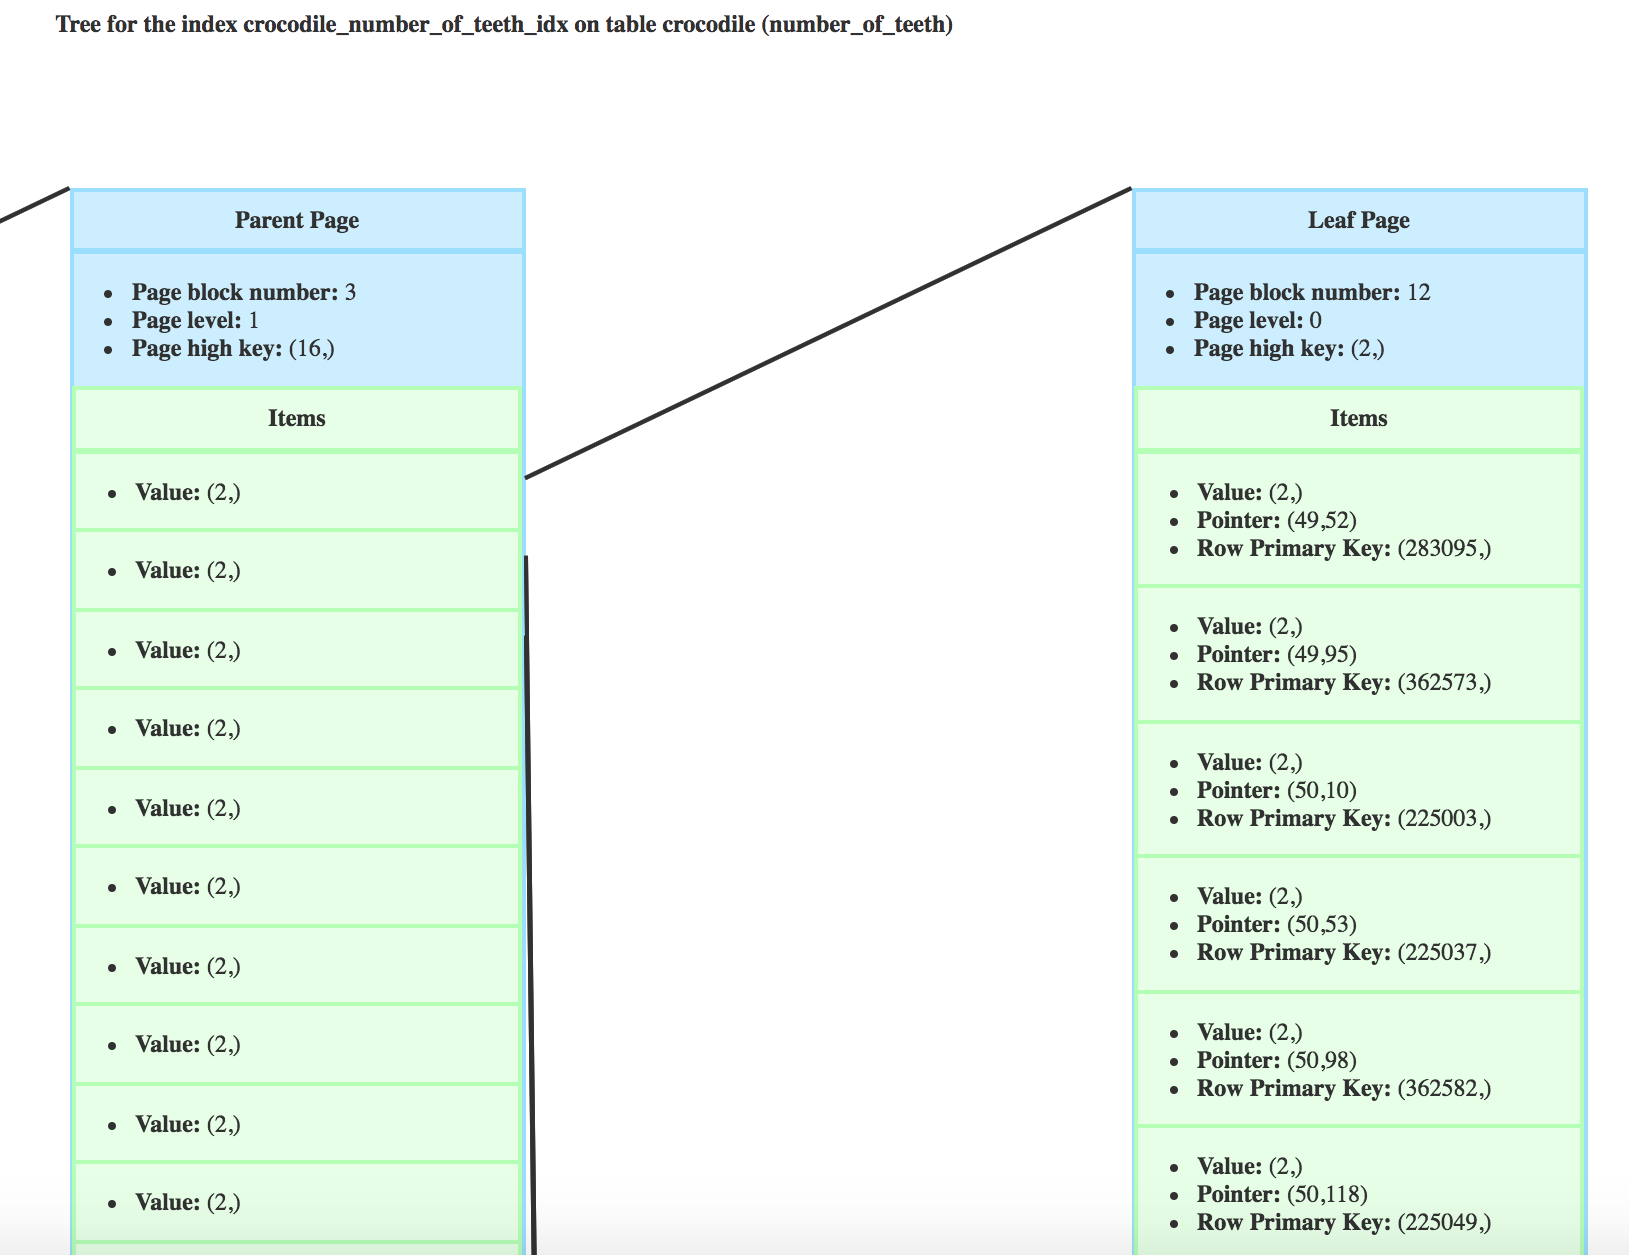 Tree for the index crocodile_number_of_teeth_idx on table crocodile (number_of_teeth)
Parent Page
Page block number: 3
Page level: 1
Page high key: (16,)
Items
Value: (2,)
Value: (2,)
Value: (2,)
Value: (2,)
Value: (2,)
Value: (2,)
Value: (2,)
Value: (2,)
Value: (2,)
Value: (2,)
Leaf Page
Page block number: 12
Page level: 0
Page high key: (2,)
Items
Value: (2,)
Pointer: (49,52)
Row Primary Key: (283095,)
Value: (2,)
Pointer: (49,95)
Row Primary Key: (362573,)
Value: (2,)
Pointer: (50,10)
Row Primary Key: (225003,)
Value: (2,)
Pointer: (50,53)
Row Primary Key: (225037,)
Value: (2,)
Pointer: (50,98)
Row Primary Key: (362582,)
Value: (2,)
Pointer: (50,118)
Row Primary Key: (225049,)